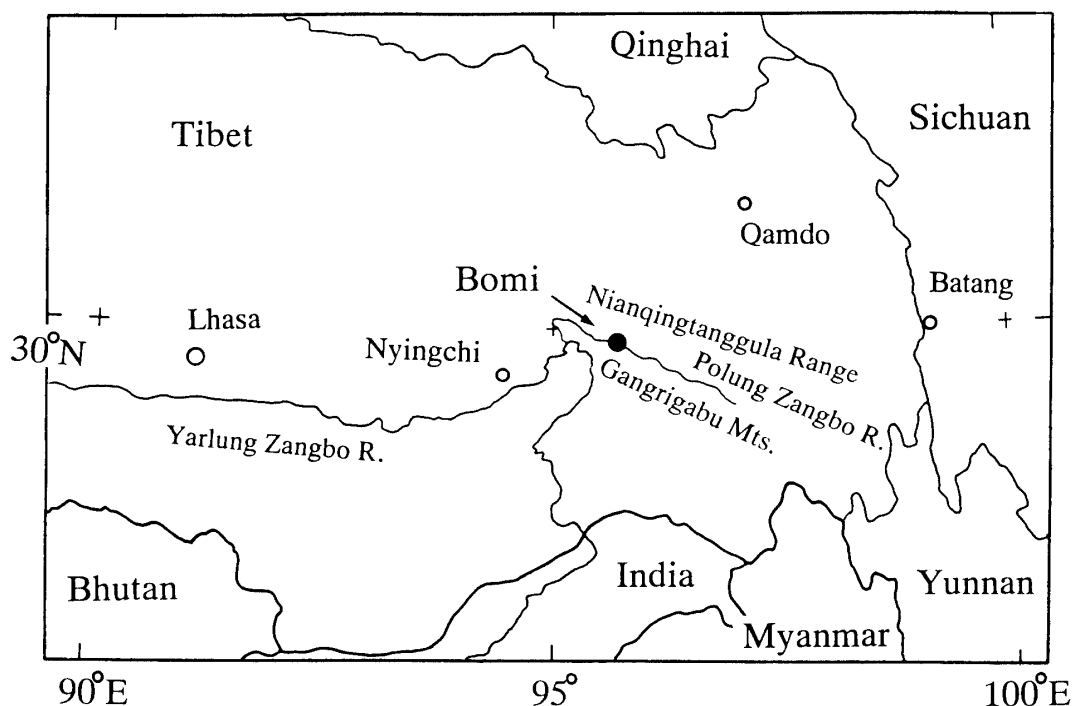 Qinghai
Tibet
Sichuan
Qamdo
Bomi
Batang
Nianqingtanggula Range
Lhasa
30°N
Nyingchi
Polung Zangbo R.
Gangrigabu Mts.
Yarlung Zangbo R.
Bhutan
India
Yunnan
Myanmar
90°E
95°
100°E